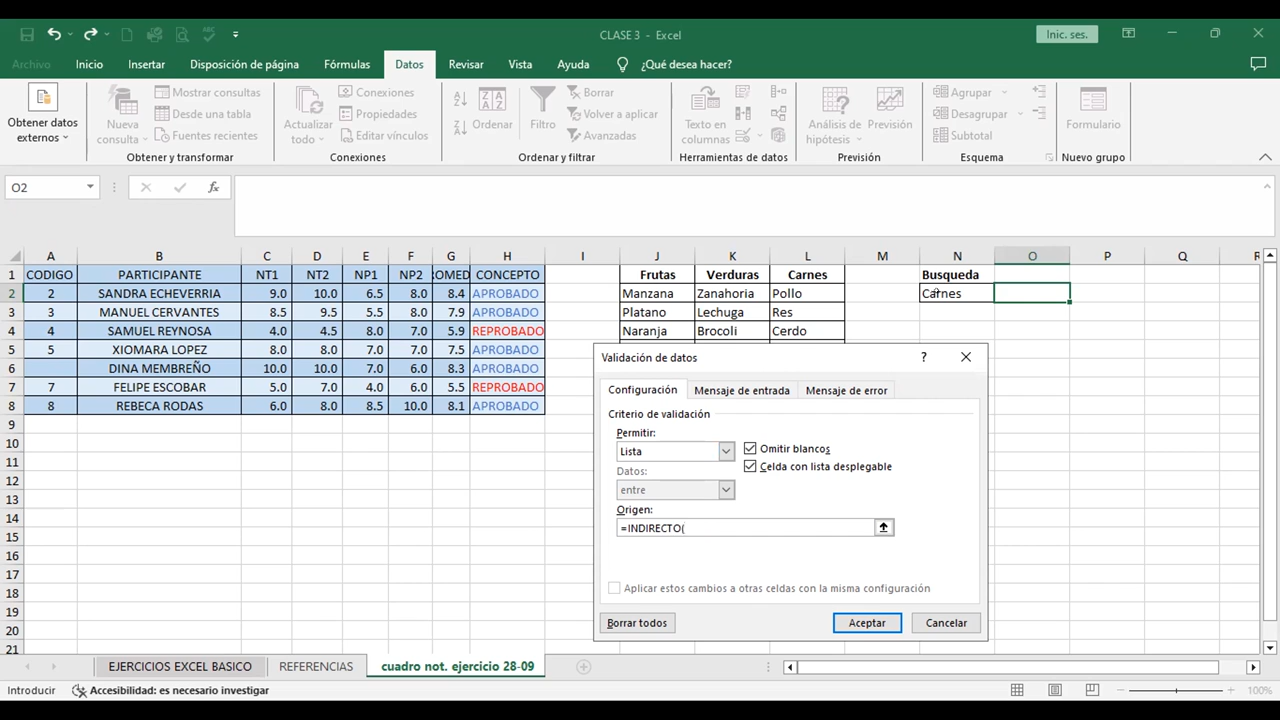 CLASE 3 - Excel
Inic. ses.
Archivo Inicio Insertar Disposición de página Fórmulas Datos Revisar Vista Ayuda ¿Qué desea hacer?
Obtener datos externos
Nueva consulta
Mostrar consultas
Desde una tabla
Fuentes recientes
Obtener y transformar
Actualizar todo
Conexiones
Propiedades
Editar vínculos
Conexiones
Ordenar
Filtro
Borrar
Volver a aplicar
Avanzadas
Ordenar y filtrar
Texto en columnas
Herramientas de datos
Análisis de hipótesis
Previsión
Previsión
Agrupar
Desagrupar
Subtotal
Esquema
Formulario
Nuevo grupo
O2
fx
A B C D E F G H I J K L M N O P Q R
1 CODIGO PARTICIPANTE NT1 NT2 NP1 NP2 ROMED CONCEPTO Frutas Verduras Carnes Busqueda
2 2 SANDRA ECHEVERRIA 9.0 10.0 6.5 8.0 8.4 APROBADO Manzana Zanahoria Pollo Carnes
3 3 MANUEL CERVANTES 8.5 9.5 5.5 8.0 7.9 APROBADO Platano Lechuga Res
4 4 SAMUEL REYNOSA 4.0 4.5 8.0 7.0 5.9 REPROBADO Naranja Brocoli Cerdo
5 5 XIOMARA LOPEZ 8.0 8.0 7.0 7.0 7.5 APROBADO
6 DINA MEMBREÑO 10.0 10.0 7.0 6.0 8.3 APROBADO
7 7 FELIPE ESCOBAR 5.0 7.0 4.0 6.0 5.5 REPROBADO
8 8 REBECA RODAS 6.0 8.0 8.5 10.0 8.1 APROBADO
9
10
11
12
13
14
15
16
17
18
19
20
21
Validación de datos ?
Configuración Mensaje de entrada Mensaje de error
Criterio de validación
Permitir:
Lista Omitir blancos
Celda con lista desplegable
Datos:
entre
Origen:
=INDIRECTO(
Aplicar estos cambios a otras celdas con la misma configuración
Borrar todos Aceptar Cancelar
EJERCICIOS EXCEL BASICO REFERENCIAS cuadro not. ejercicio 28-09
Introducir Accesibilidad: es necesario investigar 100%